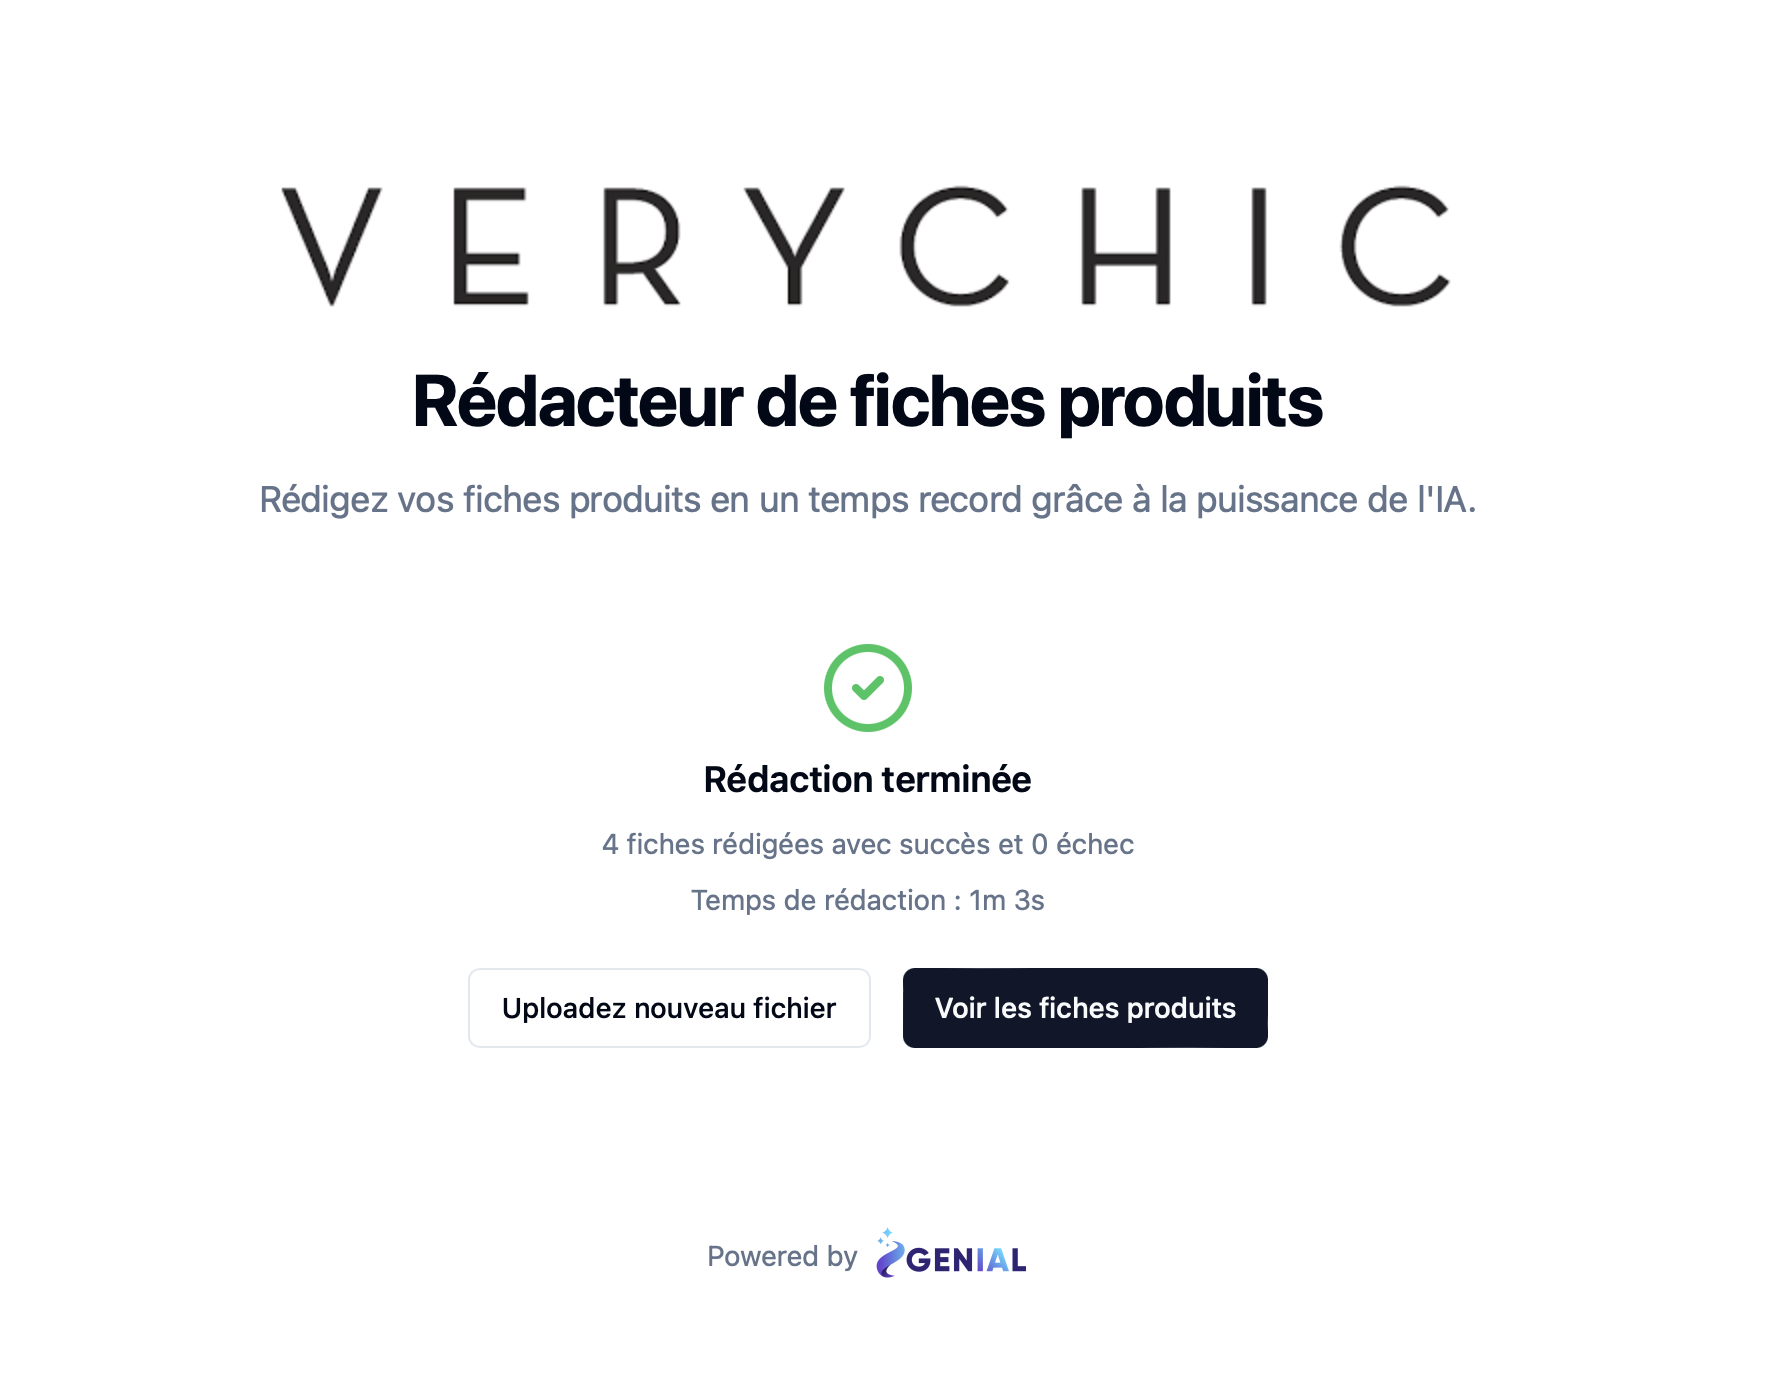 VERYCHIC
Rédacteur de fiches produits
Rédigez vos fiches produits en un temps record grâce à la puissance de l'IA.
Rédaction terminée
4 fiches rédigées avec succès et 0 échec
Temps de rédaction : 1m 3s
Uploadez nouveau fichier
Voir les fiches produits
Powered by GENIAL